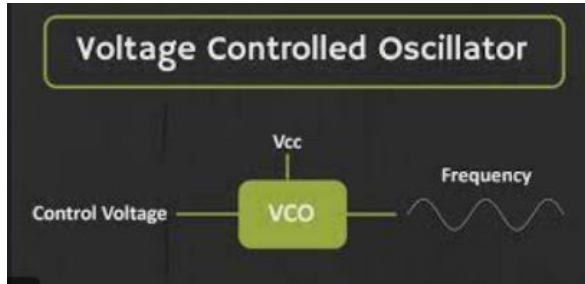 Voltage Controlled Oscillator
Vcc
Frequency
Control Voltage
VCO